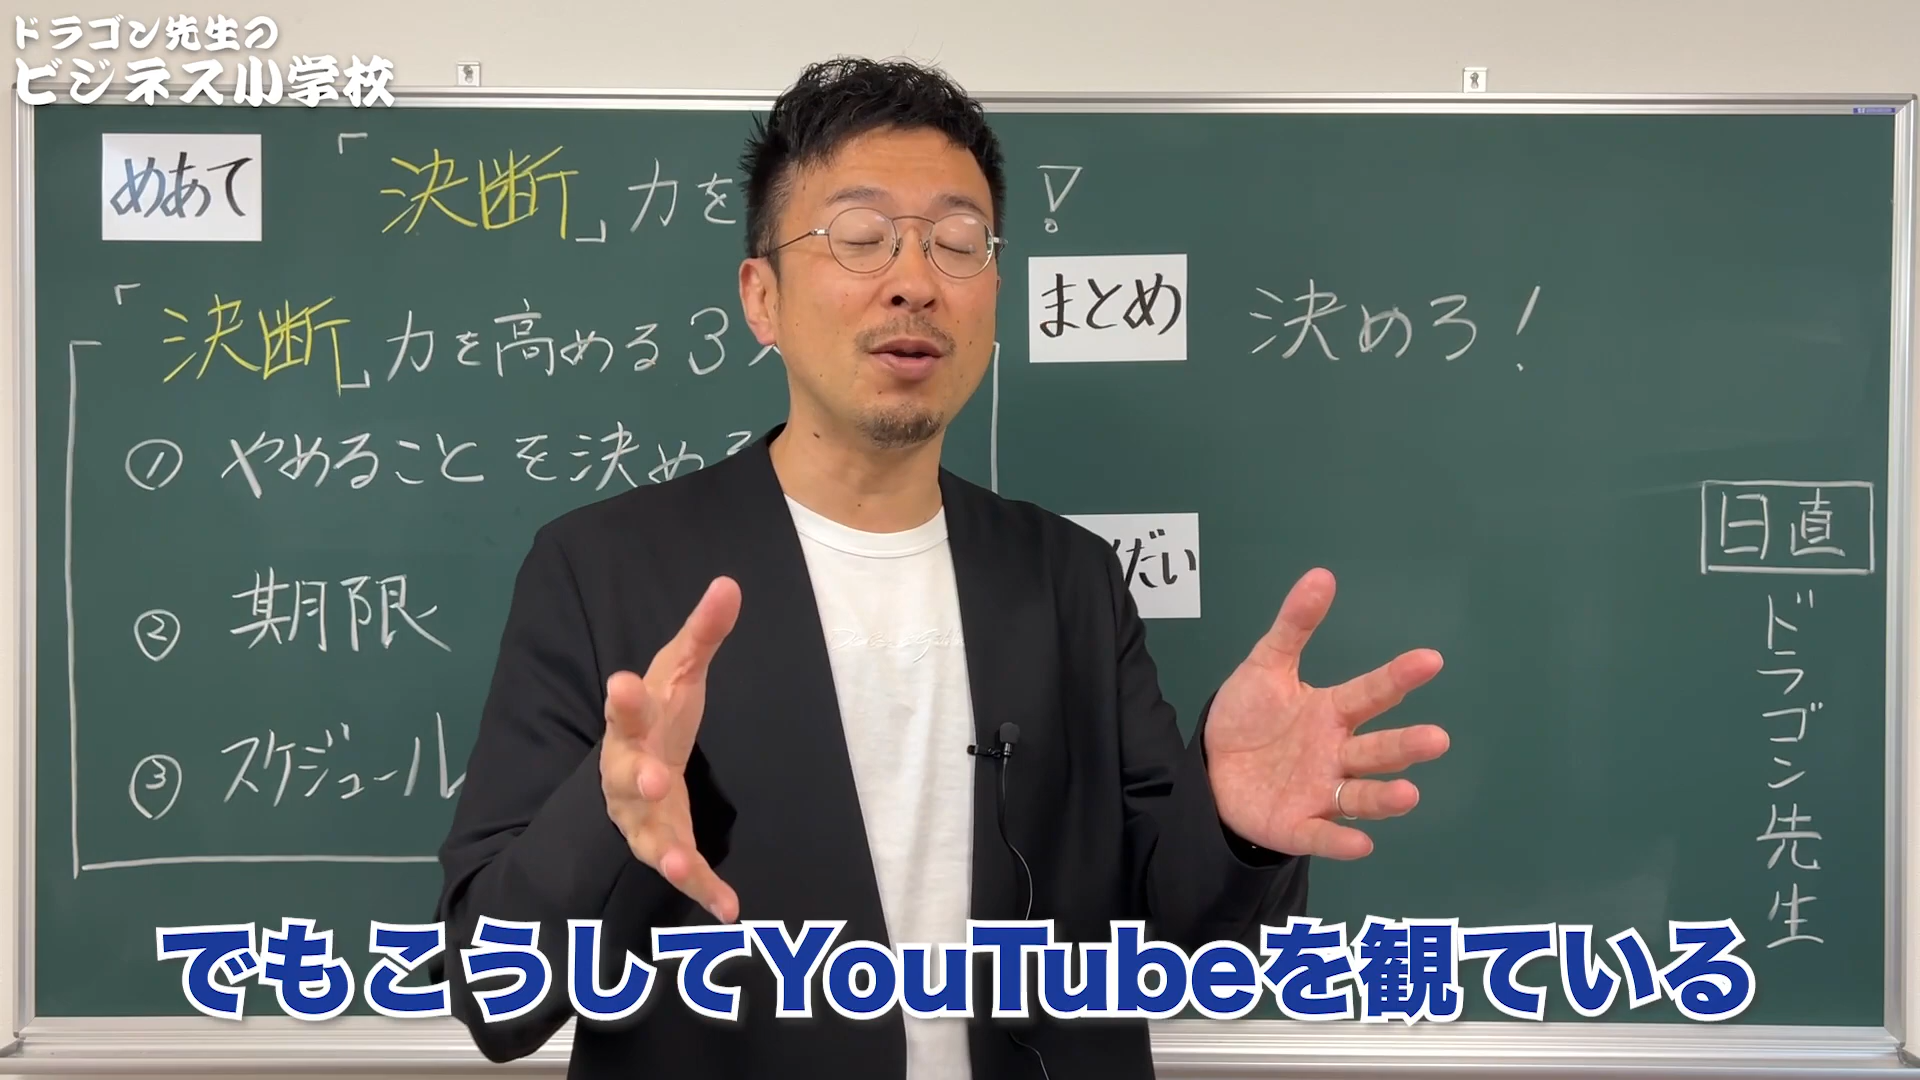 ドラゴン先生の
ビジネス小学校
めあて
「決断」力を
!
「決断」力を高める3
① やめることを決める
② 期限
③ スケジュール
まとめ
決めろ!
だい
日直
ドラゴン先生
でもこうしてYouTubeを観ている